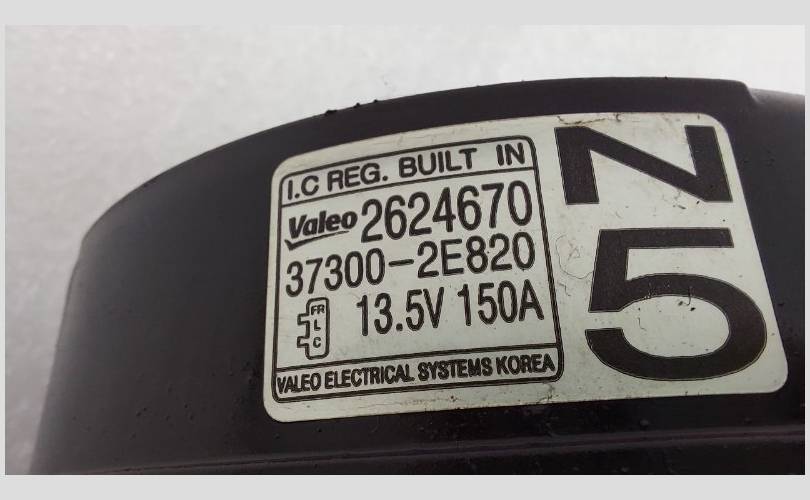 I.C REG. BUILT IN
Valeo 2624670
37300-2E820
13.5V 150A
FR
L
C
VALEO ELECTRICAL SYSTEMS KOREA
N
5